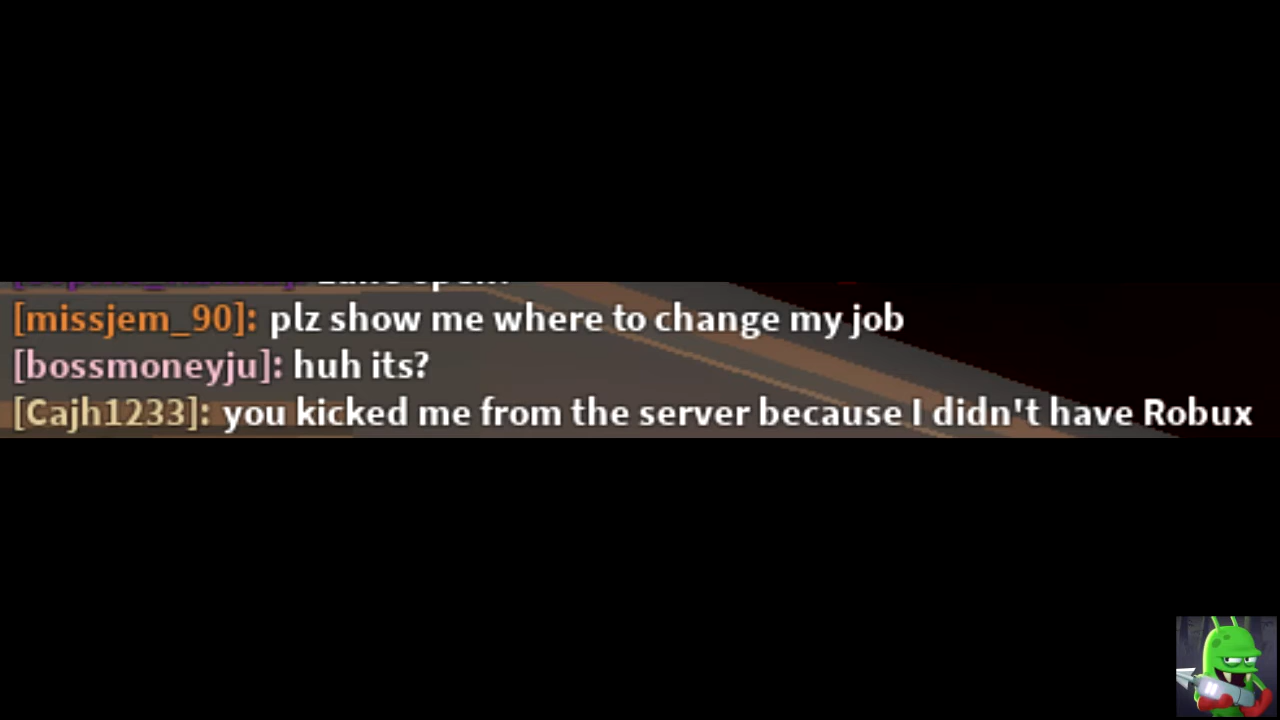 [missjem_90]: plz show me where to change my job
[bossmoneyju]: huh its?
[Cajh1233]: you kicked me from the server because I didn't have Robux